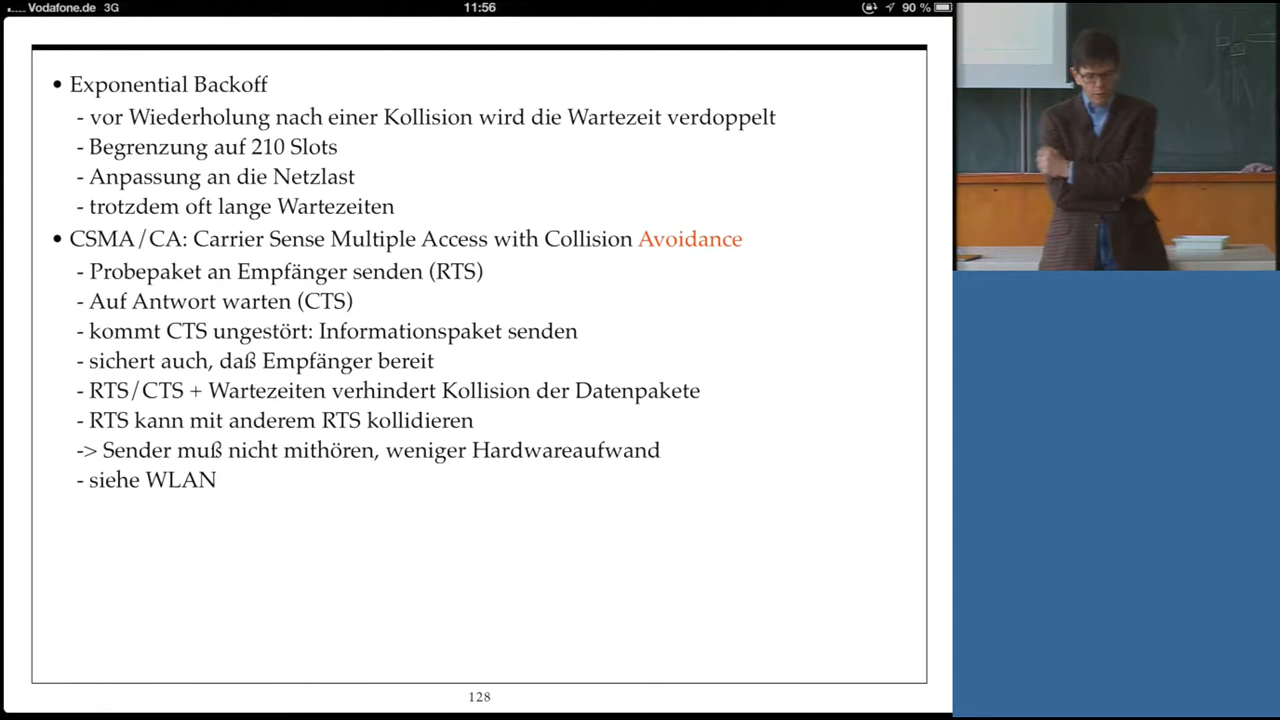 Vodafone.de 3G 11:56 90 %
• Exponential Backoff
- vor Wiederholung nach einer Kollision wird die Wartezeit verdoppelt
- Begrenzung auf 210 Slots
- Anpassung an die Netzlast
- trotzdem oft lange Wartezeiten
• CSMA/CA: Carrier Sense Multiple Access with Collision Avoidance
- Probepaket an Empfänger senden (RTS)
- Auf Antwort warten (CTS)
- kommt CTS ungestört: Informationspaket senden
- sichert auch, daß Empfänger bereit
- RTS/CTS + Wartezeiten verhindert Kollision der Datenpakete
- RTS kann mit anderem RTS kollidieren
-> Sender muß nicht mithören, weniger Hardwareaufwand
- siehe WLAN
128